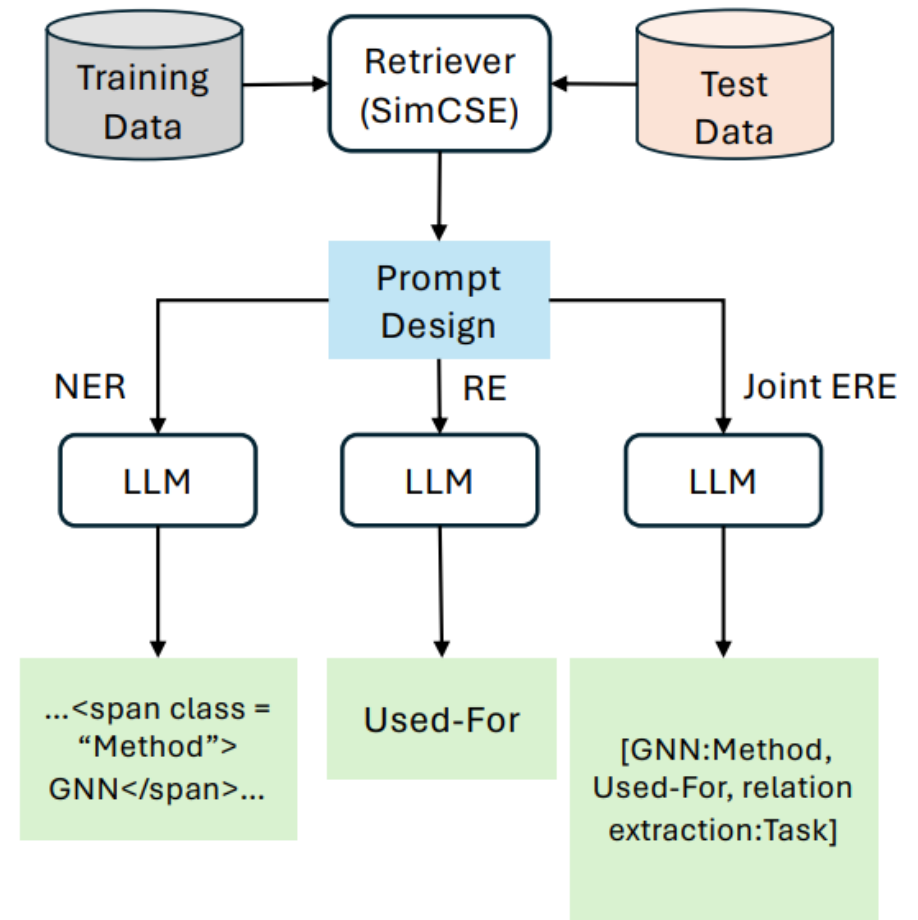 Training
Data
Retriever
(SimCSE)
Test
Data
Prompt
Design
NER
RE
Joint ERE
LLM
LLM
LLM
...<span class =
“Method”>
GNN</span>...
Used-For
[GNN:Method,
Used-For, relation
extraction:Task]